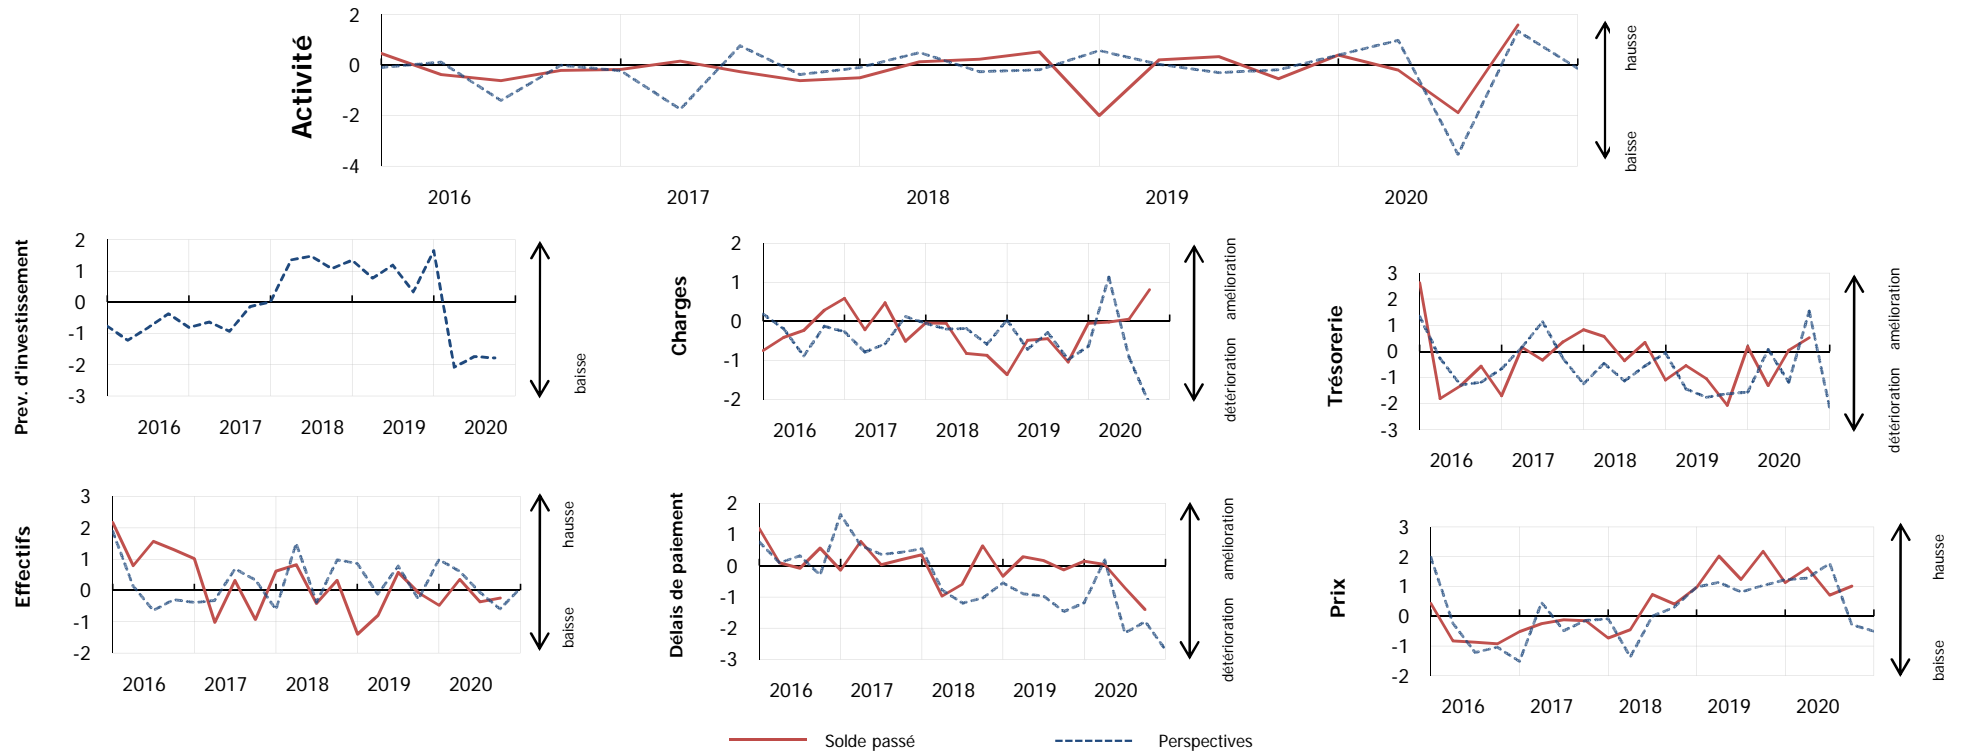 Activité
2
0
-2
-4
hausse
baisse
2016 2017 2018 2019 2020
Prev. d'investissement
2
1
0
-1
-2
-3
baisse
2016 2017 2018 2019 2020
Charges
2
1
0
-1
-2
amélioration
détérioration
2016 2017 2018 2019 2020
Trésorerie
3
2
1
0
-1
-2
-3
amélioration
détérioration
2016 2017 2018 2019 2020
Effectifs
3
2
1
0
-1
-2
hausse
baisse
2016 2017 2018 2019 2020
Délais de paiement
2
1
0
-1
-2
-3
amélioration
détérioration
2016 2017 2018 2019 2020
Prix
3
2
1
0
-1
-2
hausse
baisse
2016 2017 2018 2019 2020
Solde passé Perspectives